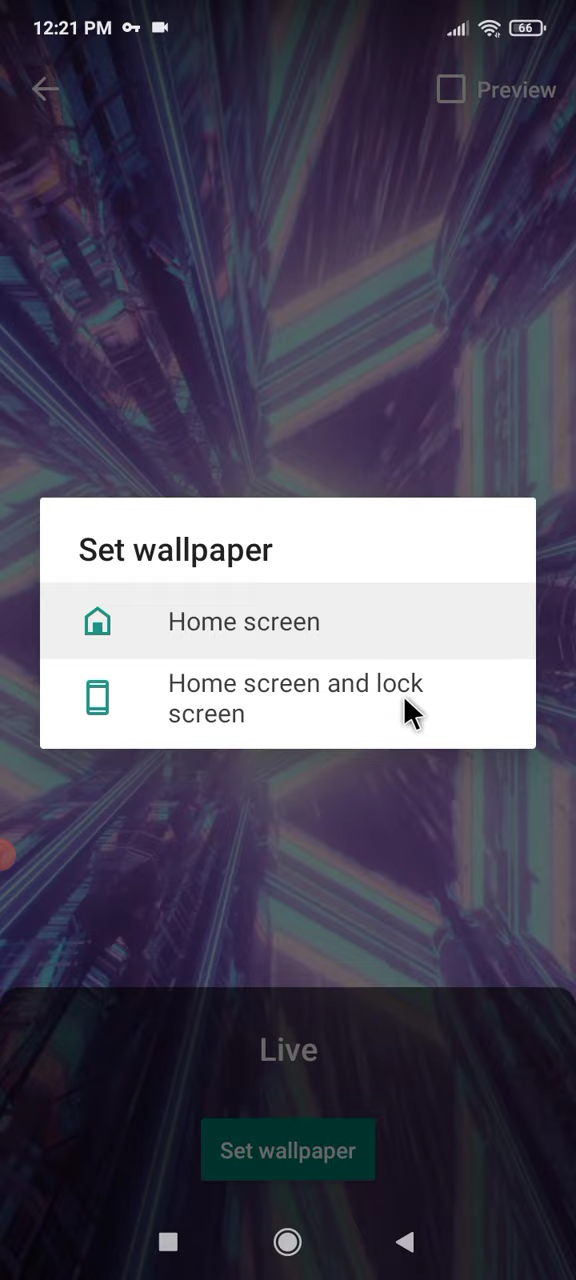 12:21 PM
66
Preview
Set wallpaper
Home screen
Home screen and lock
screen
Live
Set wallpaper